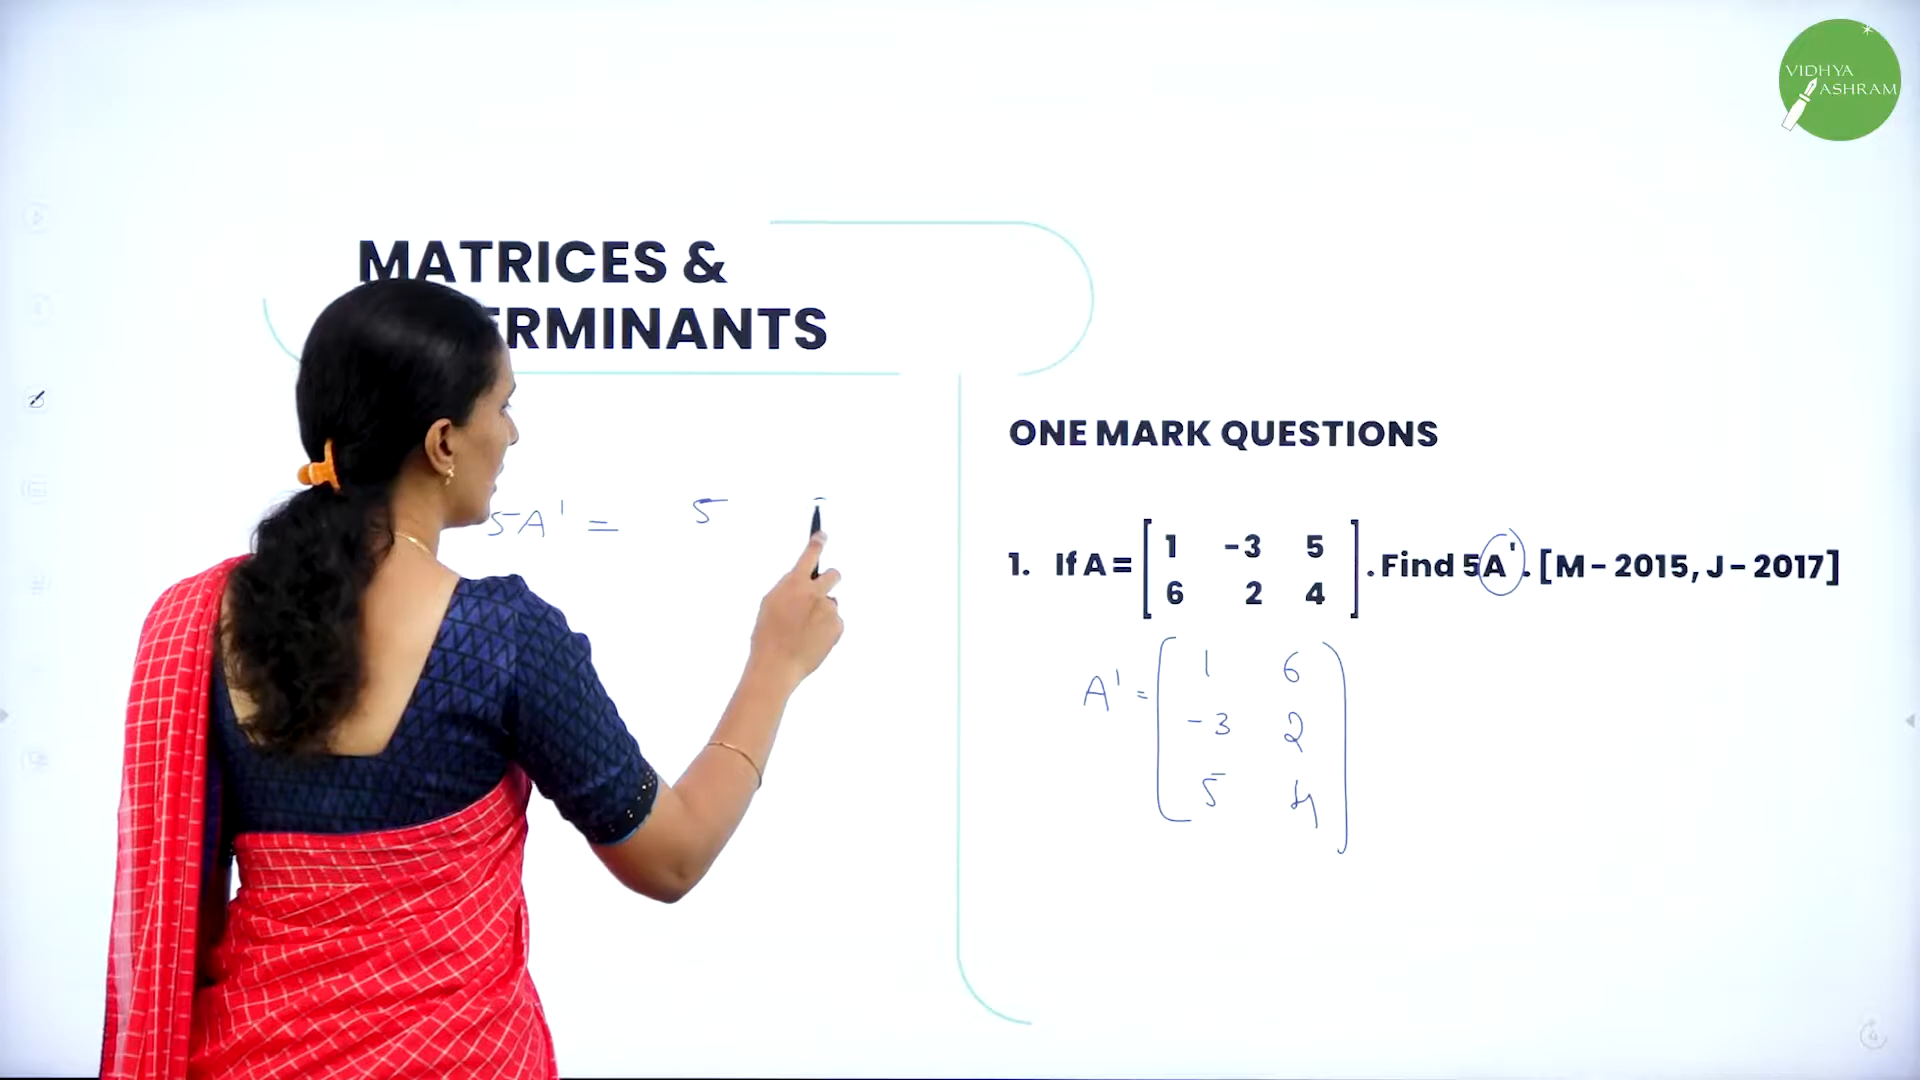 VIDHYA
ASHRAM
MATRICES &
ERMINANTS
ONE MARK QUESTIONS
5A' = 5
1. If A = [ 1 -3 5
6 2 4 ] . Find 5A'. [M - 2015, J - 2017]
A' = ( 1 6
-3 2
5 4 )